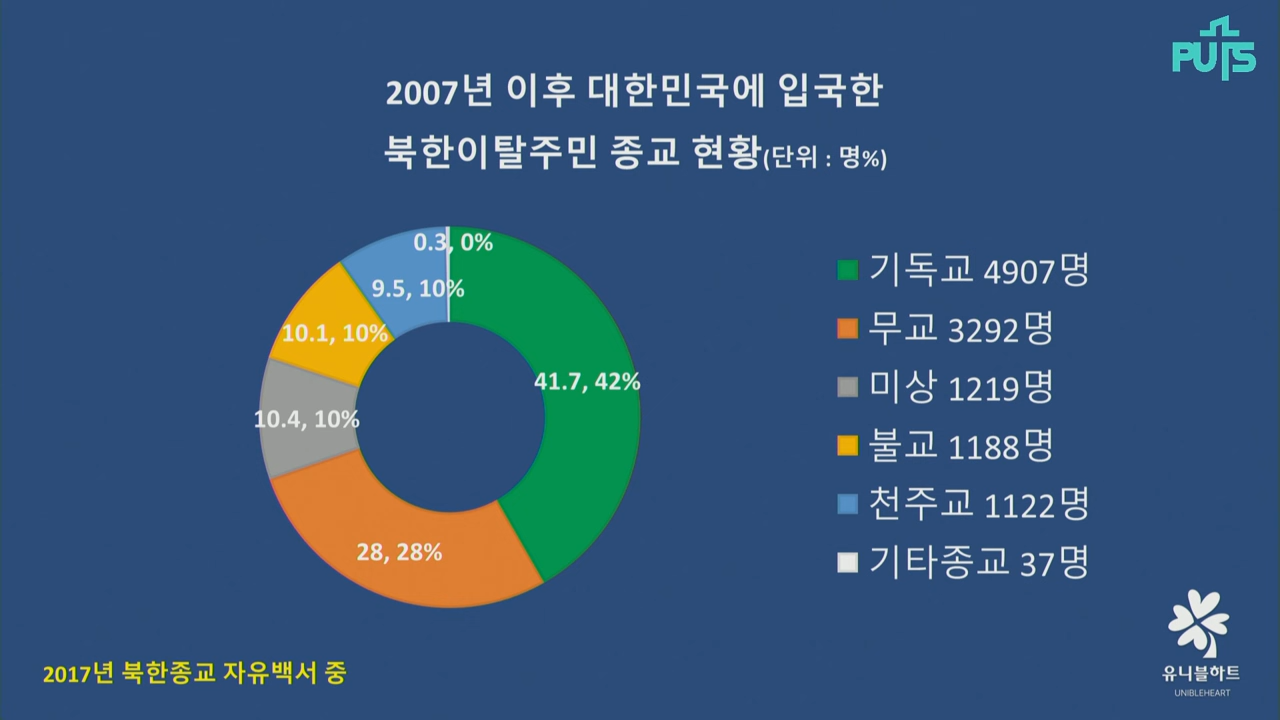 PUTS
2007년 이후 대한민국에 입국한
북한이탈주민 종교 현황(단위 : 명%)
0.3, 0%
9.5, 10%
10.1, 10%
41.7, 42%
10.4, 10%
28, 28%
기독교 4907명
무교 3292명
미상 1219명
불교 1188명
천주교 1122명
기타종교 37명
2017년 북한종교 자유백서 중
유니블하트
UNIBLEHEART